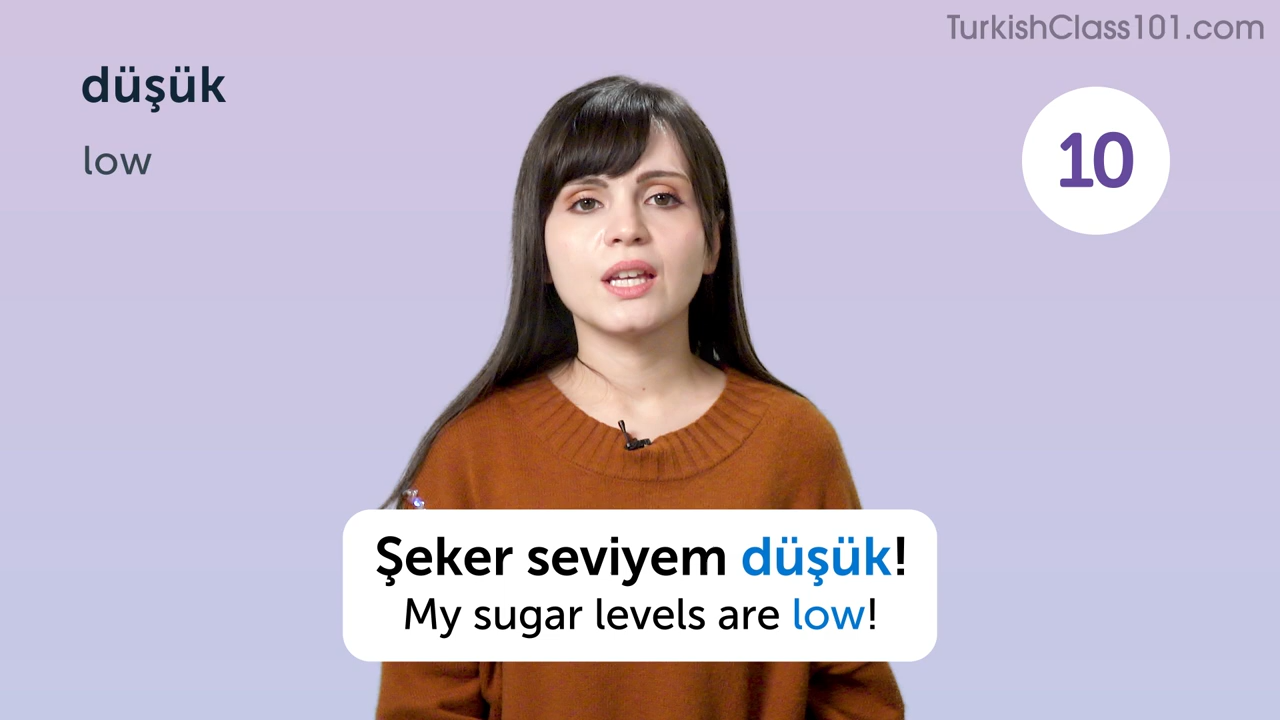 TurkishClass101.com
düşük
low
10
Şeker seviyem düşük!
My sugar levels are low!